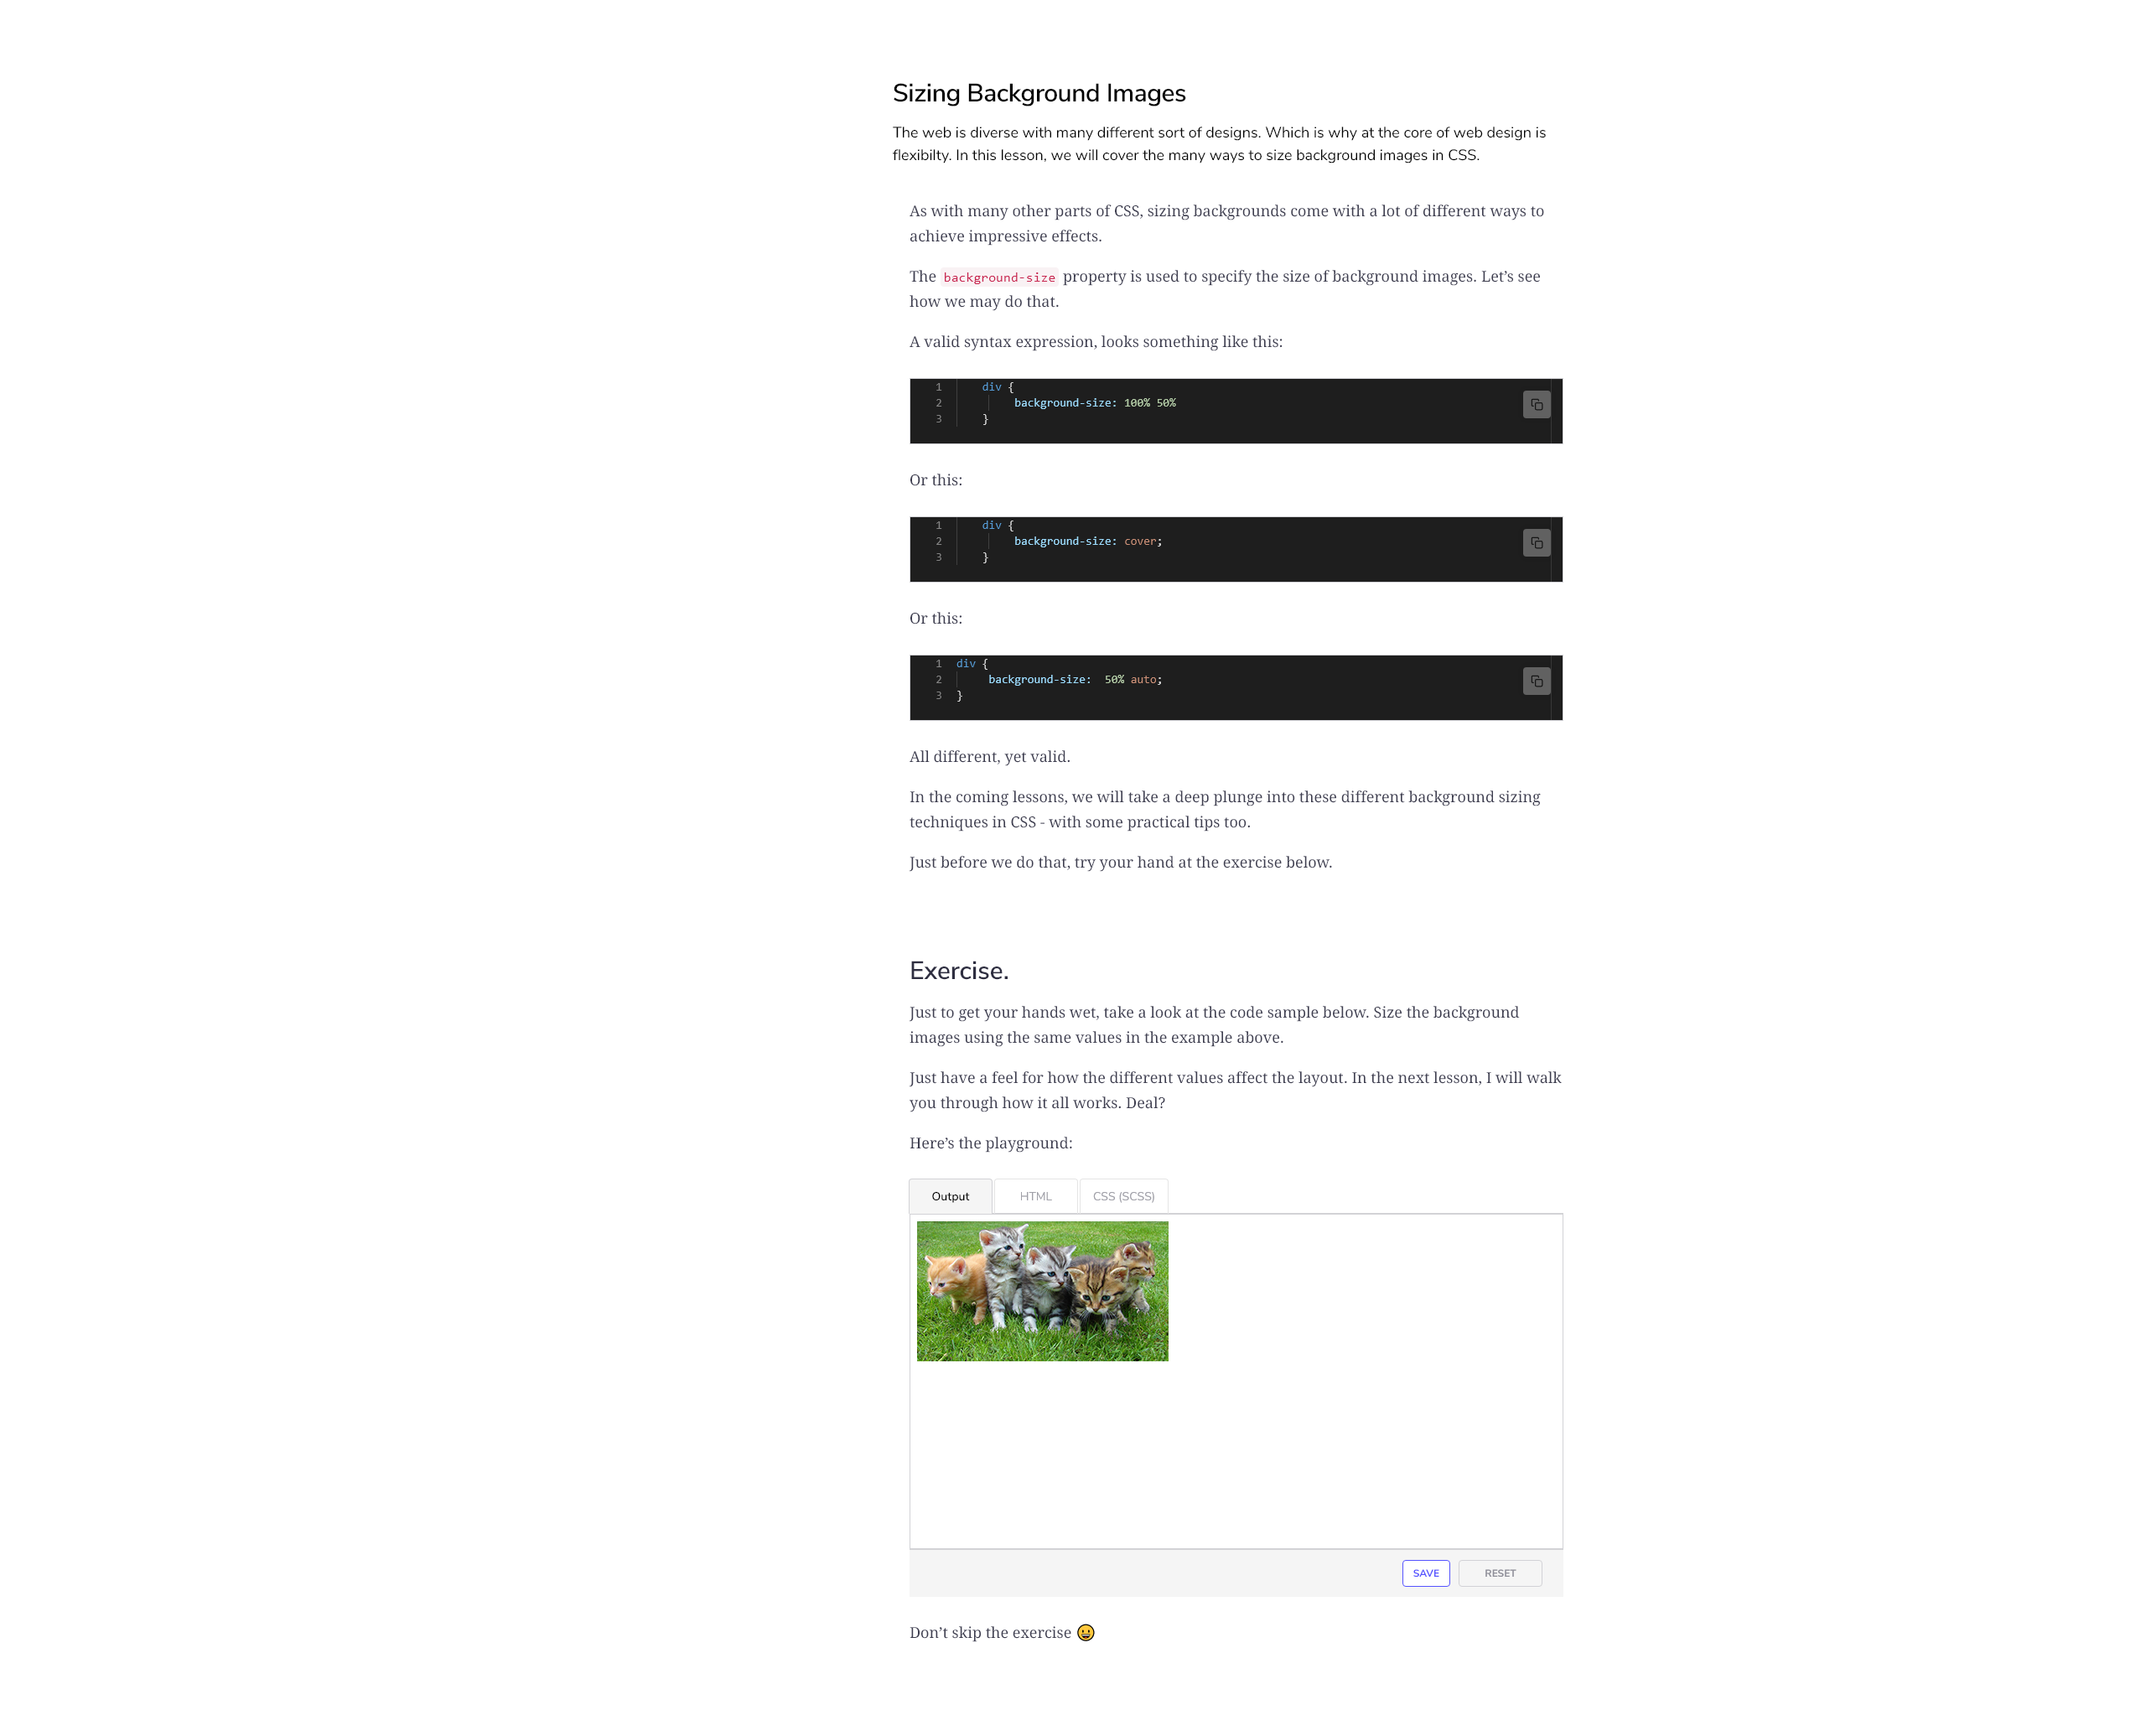 Sizing Background Images
The web is diverse with many different sort of designs. Which is why at the core of web design is
flexibilty. In this lesson, we will cover the many ways to size background images in CSS.
As with many other parts of CSS, sizing backgrounds come with a lot of different ways to
achieve impressive effects.
The background-size property is used to specify the size of background images. Let’s see
how we may do that.
A valid syntax expression, looks something like this:
1 div {
2 background-size: 100% 50%
3 }
Or this:
1 div {
2 background-size: cover;
3 }
Or this:
1 div {
2 background-size:  50% auto;
3 }
All different, yet valid.
In the coming lessons, we will take a deep plunge into these different background sizing
techniques in CSS - with some practical tips too.
Just before we do that, try your hand at the exercise below.
Exercise.
Just to get your hands wet, take a look at the code sample below. Size the background
images using the same values in the example above.
Just have a feel for how the different values affect the layout. In the next lesson, I will walk
you through how it all works. Deal?
Here’s the playground:
Output HTML CSS (SCSS)
SAVE RESET
Don’t skip the exercise 😀